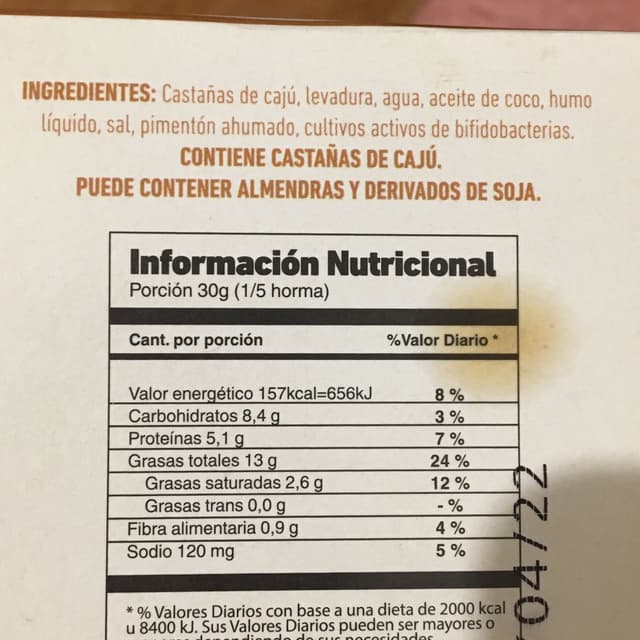 INGREDIENTES: Castañas de cajú, levadura, agua, aceite de coco, humo
líquido, sal, pimentón ahumado, cultivos activos de bifidobacterias.
CONTIENE CASTAÑAS DE CAJÚ.
PUEDE CONTENER ALMENDRAS Y DERIVADOS DE SOJA.
Información Nutricional
Porción 30g (1/5 horma)
Cant. por porción %Valor Diario *
Valor energético 157kcal=656kJ 8 %
Carbohidratos 8,4 g 3 %
Proteínas 5,1 g 7 %
Grasas totales 13 g 24 %
Grasas saturadas 2,6 g 12 %
Grasas trans 0,0 g - %
Fibra alimentaria 0,9 g 4 %
Sodio 120 mg 5 %
* % Valores Diarios con base a una dieta de 2000 kcal
u 8400 kJ. Sus Valores Diarios pueden ser mayores o
dependiendo de sus necesidades
04/22